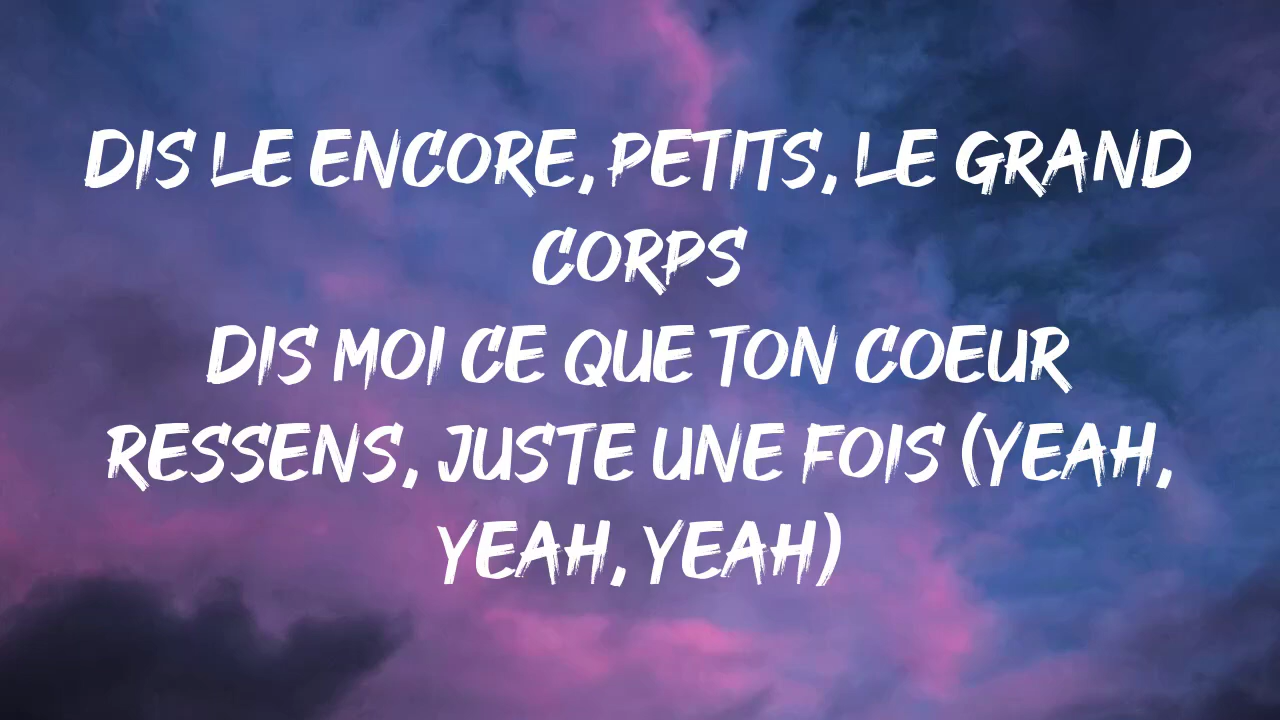 DIS LE ENCORE, PETITS, LE GRAND
CORPS
DIS MOI CE QUE TON COEUR
RESSENS, JUSTE UNE FOIS (YEAH,
YEAH, YEAH)